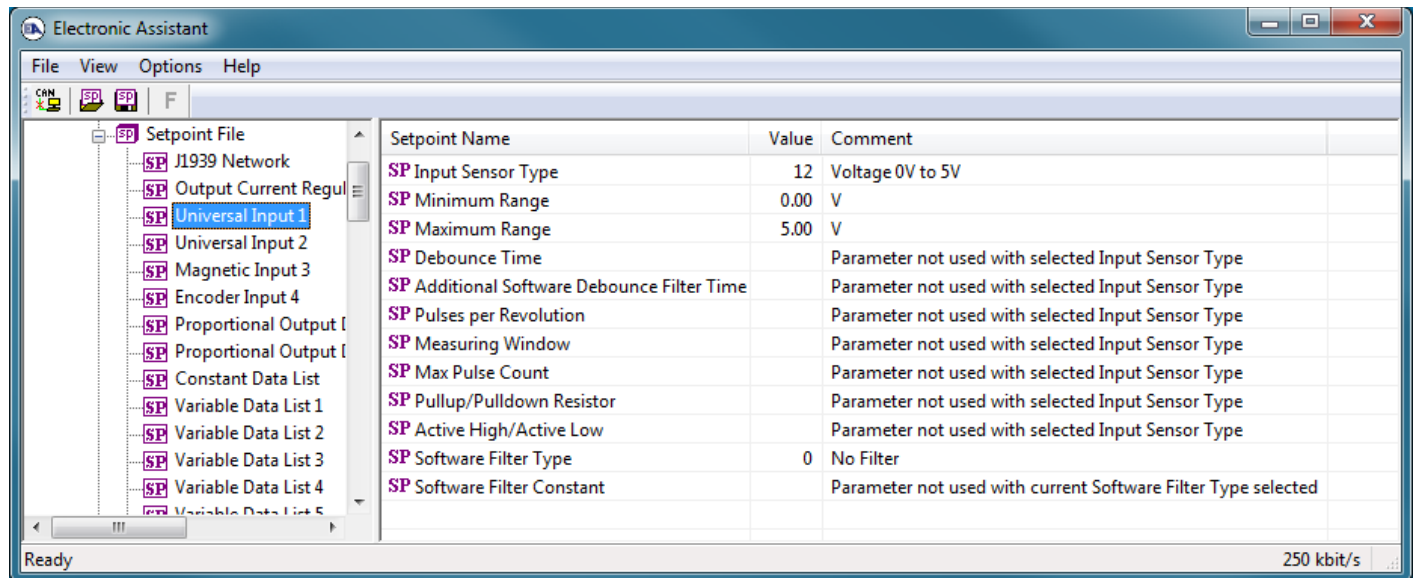 EA Electronic Assistant
File View Options Help
CAN SP SP F
SP Setpoint File
SP J1939 Network
SP Output Current Regul
SP Universal Input 1
SP Universal Input 2
SP Magnetic Input 3
SP Encoder Input 4
SP Proportional Output D
SP Proportional Output D
SP Constant Data List
SP Variable Data List 1
SP Variable Data List 2
SP Variable Data List 3
SP Variable Data List 4
SP Variable Data List 5
Setpoint Name Value Comment
SP Input Sensor Type 12 Voltage 0V to 5V
SP Minimum Range 0.00 V
SP Maximum Range 5.00 V
SP Debounce Time Parameter not used with selected Input Sensor Type
SP Additional Software Debounce Filter Time Parameter not used with selected Input Sensor Type
SP Pulses per Revolution Parameter not used with selected Input Sensor Type
SP Measuring Window Parameter not used with selected Input Sensor Type
SP Max Pulse Count Parameter not used with selected Input Sensor Type
SP Pullup/Pulldown Resistor Parameter not used with selected Input Sensor Type
SP Active High/Active Low Parameter not used with selected Input Sensor Type
SP Software Filter Type 0 No Filter
SP Software Filter Constant Parameter not used with current Software Filter Type selected
Ready 250 kbit/s